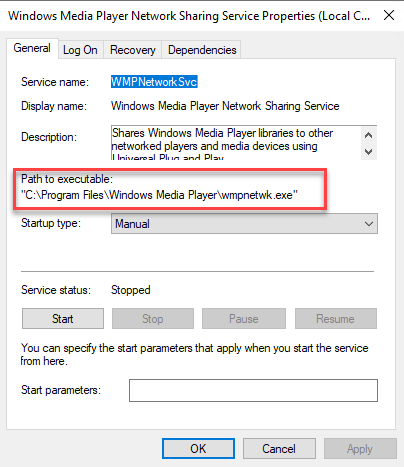 Windows Media Player Network Sharing Service Properties (Local C...
General Log On Recovery Dependencies
Service name: WMPNetworkSvc
Display name: Windows Media Player Network Sharing Service
Description: Shares Windows Media Player libraries to other
networked players and media devices using
Universal Plug and Play
Path to executable:
"C:\Program Files\Windows Media Player\wmpnetwk.exe"
Startup type: Manual
Service status: Stopped
Start Stop Pause Resume
You can specify the start parameters that apply when you start the service
from here.
Start parameters:
OK Cancel Apply